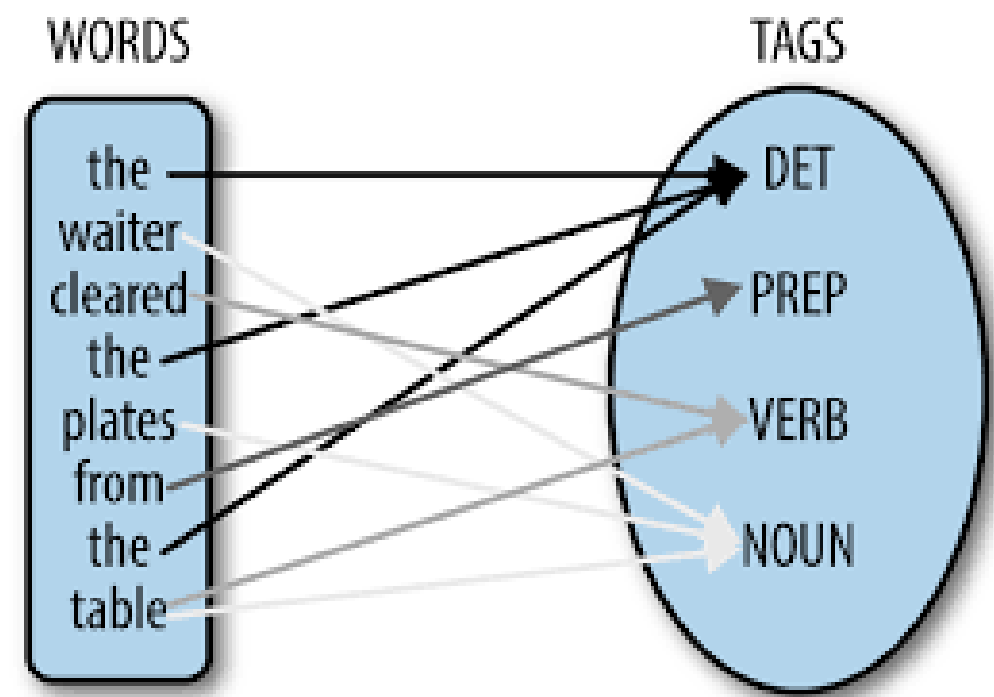 WORDS
the
waiter
cleared
the
plates
from
the
table
TAGS
DET
PREP
VERB
NOUN